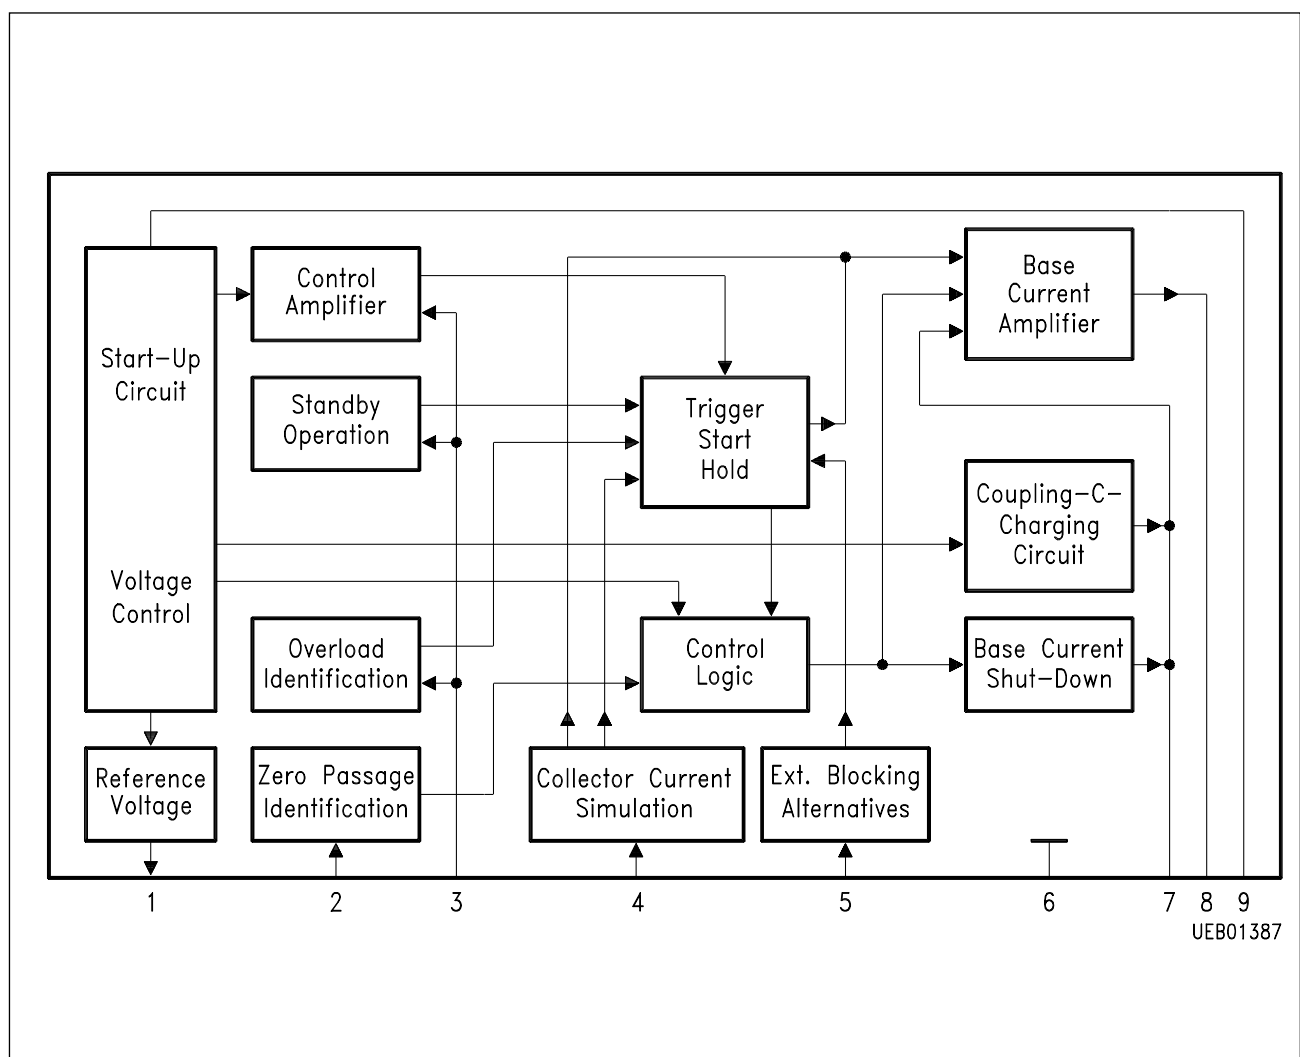 Control
Amplifier
Base
Current
Amplifier
Start-Up
Circuit
Standby
Operation
Trigger
Start
Hold
Coupling-C-
Charging
Circuit
Voltage
Control
Overload
Identification
Control
Logic
Base Current
Shut-Down
Reference
Voltage
Zero Passage
Identification
Collector Current
Simulation
Ext. Blocking
Alternatives
1 2 3 4 5 6 7 8 9
UEB01387